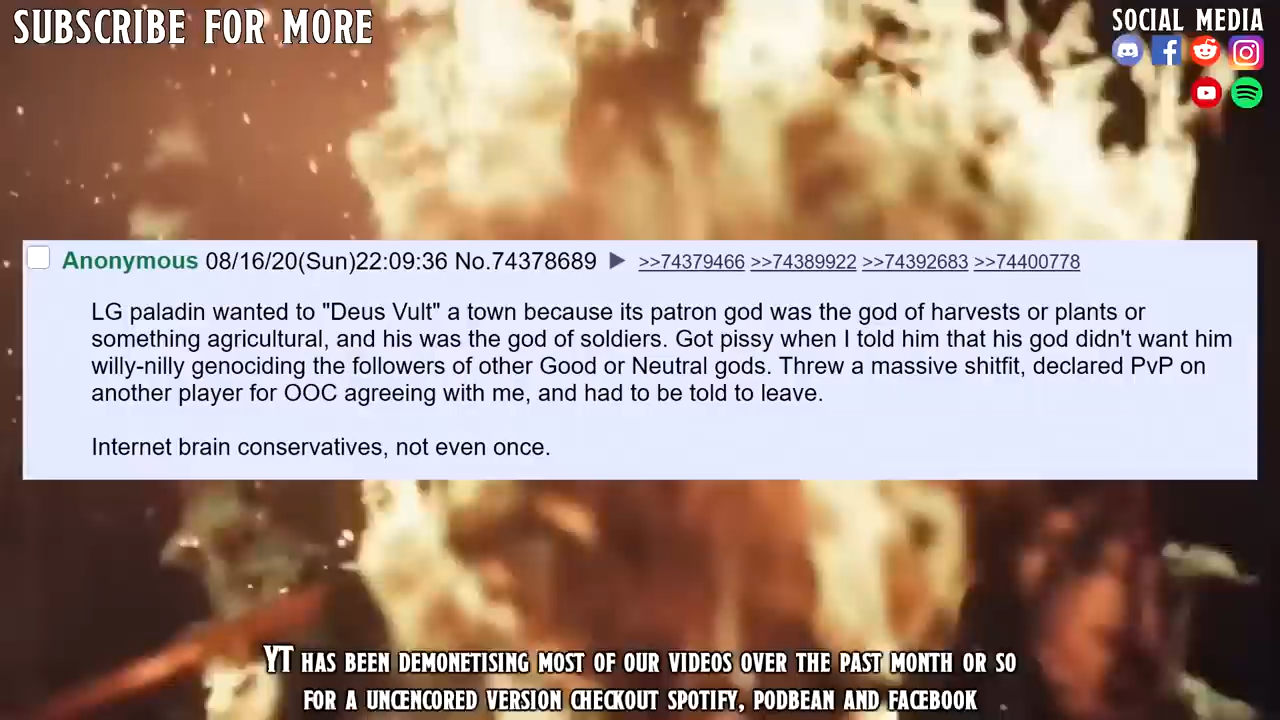 SUBSCRIBE FOR MORE
SOCIAL MEDIA
Anonymous 08/16/20(Sun)22:09:36 No.74378689 ▶ >>74379466 >>74389922 >>74392683 >>74400778
LG paladin wanted to "Deus Vult" a town because its patron god was the god of harvests or plants or
something agricultural, and his was the god of soldiers. Got pissy when I told him that his god didn't want him
willy-nilly genociding the followers of other Good or Neutral gods. Threw a massive shitfit, declared PvP on
another player for OOC agreeing with me, and had to be told to leave.
Internet brain conservatives, not even once.
YT HAS BEEN DEMONETISING MOST OF OUR VIDEOS OVER THE PAST MONTH OR SO
FOR A UNCENCORED VERSION CHECKOUT SPOTIFY, PODBEAN AND FACEBOOK